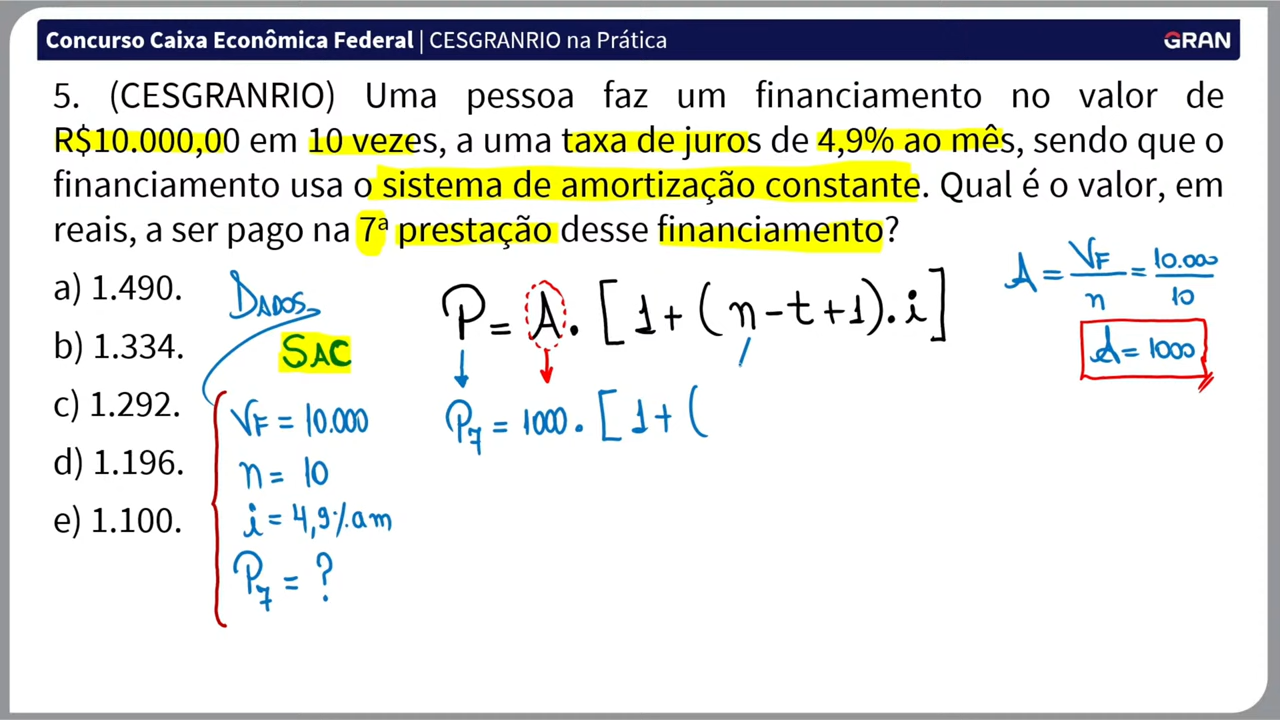 Concurso Caixa Econômica Federal | CESGRANRIO na Prática
GRAN
5. (CESGRANRIO) Uma pessoa faz um financiamento no valor de
R$10.000,00 em 10 vezes, a uma taxa de juros de 4,9% ao mês, sendo que o
financiamento usa o sistema de amortização constante. Qual é o valor, em
reais, a ser pago na 7ª prestação desse financiamento?
a) 1.490.
b) 1.334.
c) 1.292.
d) 1.196.
e) 1.100.
DADOS
SAC
VF = 10.000
n = 10
i = 4,9% am
P7 = ?
P = A . [1 + (n - t + 1) . i]
P7 = 1000 . [1 + (
A = VF/n = 10.000/10
A = 1000